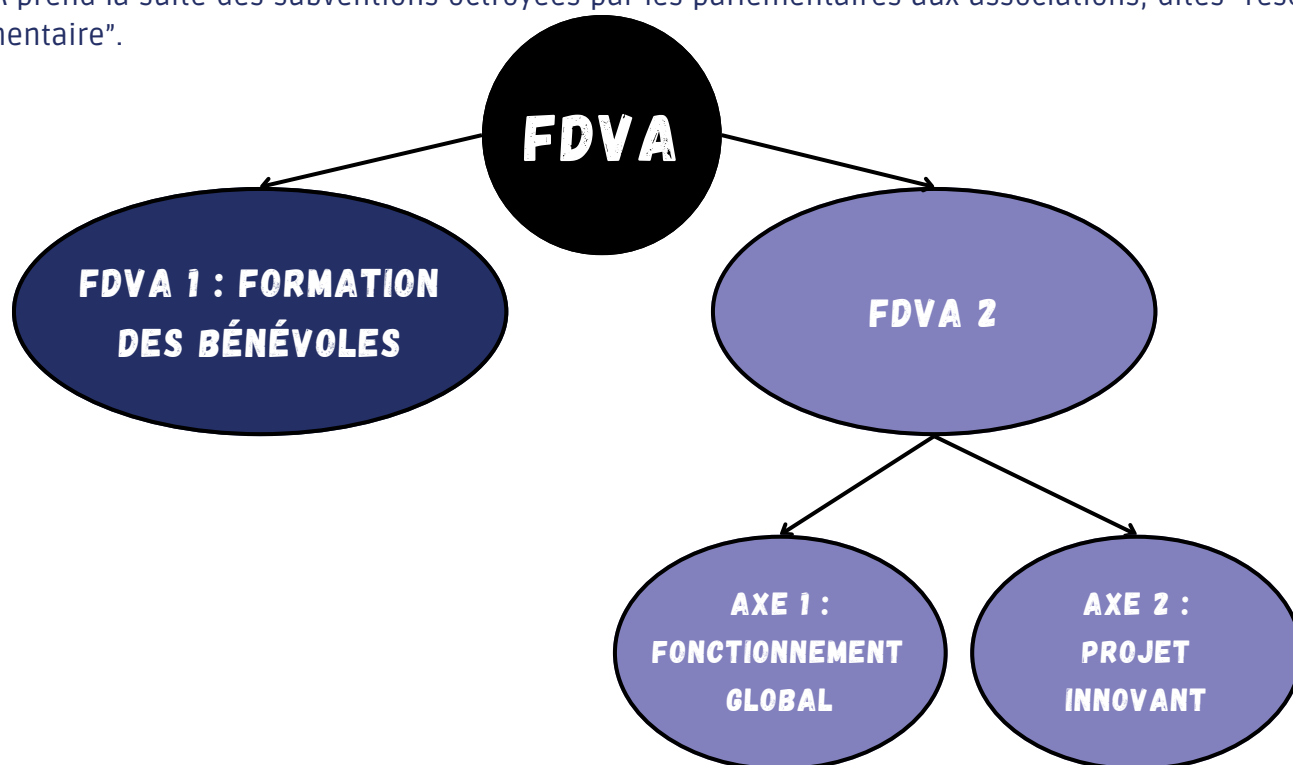 A prend la suite des subventions octroyées par les parlementaires aux associations, dites
mentaire”.
FDVA
FDVA 1 : FORMATION
DES BÉNÉVOLES
FDVA 2
AXE 1 :
FONCTIONNEMENT
GLOBAL
AXE 2 :
PROJET
INNOVANT